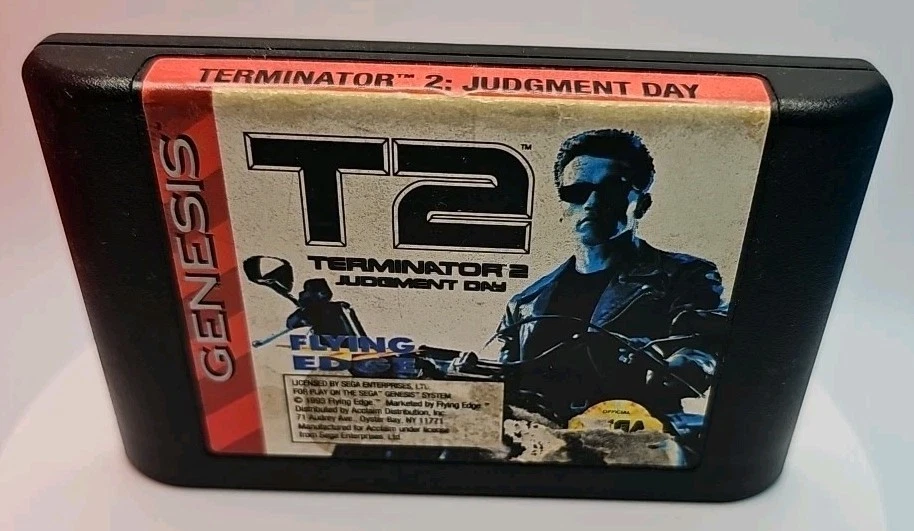 TERMINATOR™ 2: JUDGMENT DAY
GENESIS
T2™
TERMINATOR 2
JUDGMENT DAY
FLYING
EDGE
LICENSED BY SEGA ENTERPRISES, LTD.
FOR PLAY ON THE SEGA™ GENESIS™ SYSTEM.
© 1993 Flying Edge™ Marketed by Flying Edge™
Distributed by Acclaim Distribution, Inc.
71 Audrey Ave. Oyster Bay, NY 11771
Manufactured for Acclaim under license
from Sega Enterprises, Ltd.
OFFICIAL